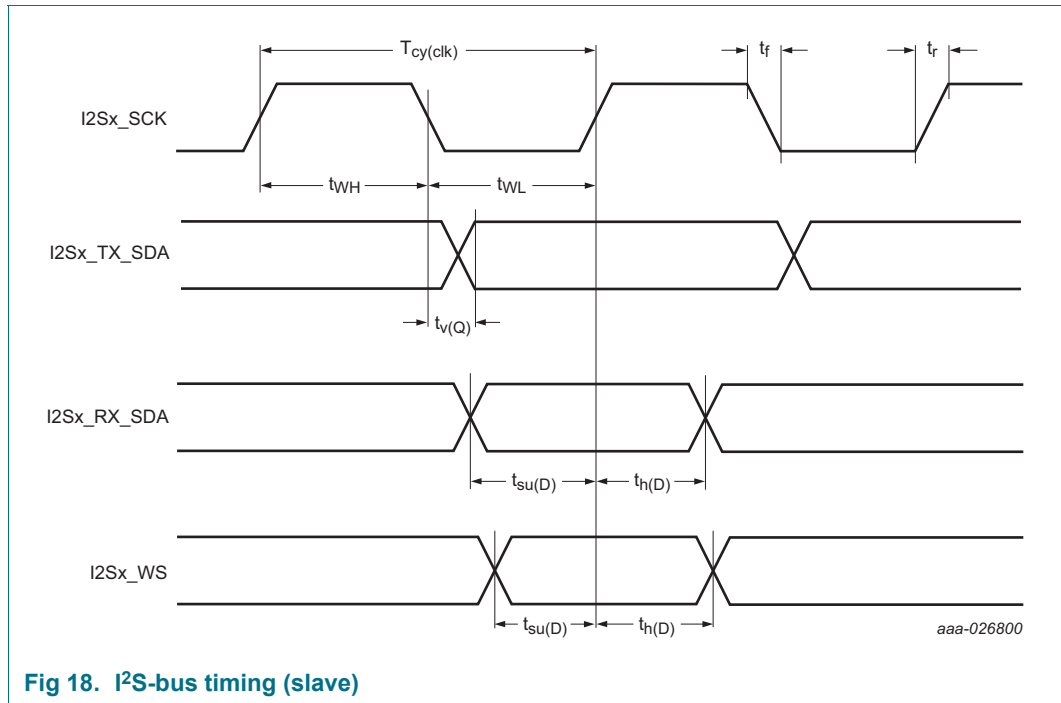 Tcy(clk)
tf
tr
I2Sx_SCK
tWH
tWL
I2Sx_TX_SDA
tv(Q)
I2Sx_RX_SDA
tsu(D)
th(D)
I2Sx_WS
tsu(D)
th(D)
aaa-026800
Fig 18. I²S-bus timing (slave)